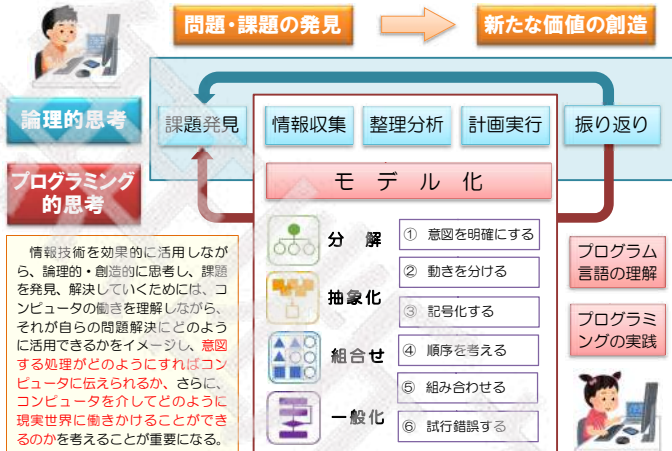 問題・課題の発見
新たな価値の創造
論理的思考
課題発見
情報収集
整理分析
計画実行
振り返り
プログラミング
的思考
モデル化
分解
① 意図を明確にする
② 動きを分ける
抽象化
③ 記号化する
組合せ
④ 順序を考える
⑤ 組み合わせる
一般化
⑥ 試行錯誤する
プログラム
言語の理解
プログラミ
ングの実践
情報技術を効果的に活用しなが
ら、論理的・創造的に思考し、課題
を発見、解決していくためには、コ
ンピュータの働きを理解しながら、
それが自らの問題解決にどのよう
に活用できるかをイメージし、意図
する処理がどのようにすればコン
ピュータに伝えられるか、さらに、
コンピュータを介してどのように
現実世界に働きかけることがで
きるのかを考えることが重要になる。